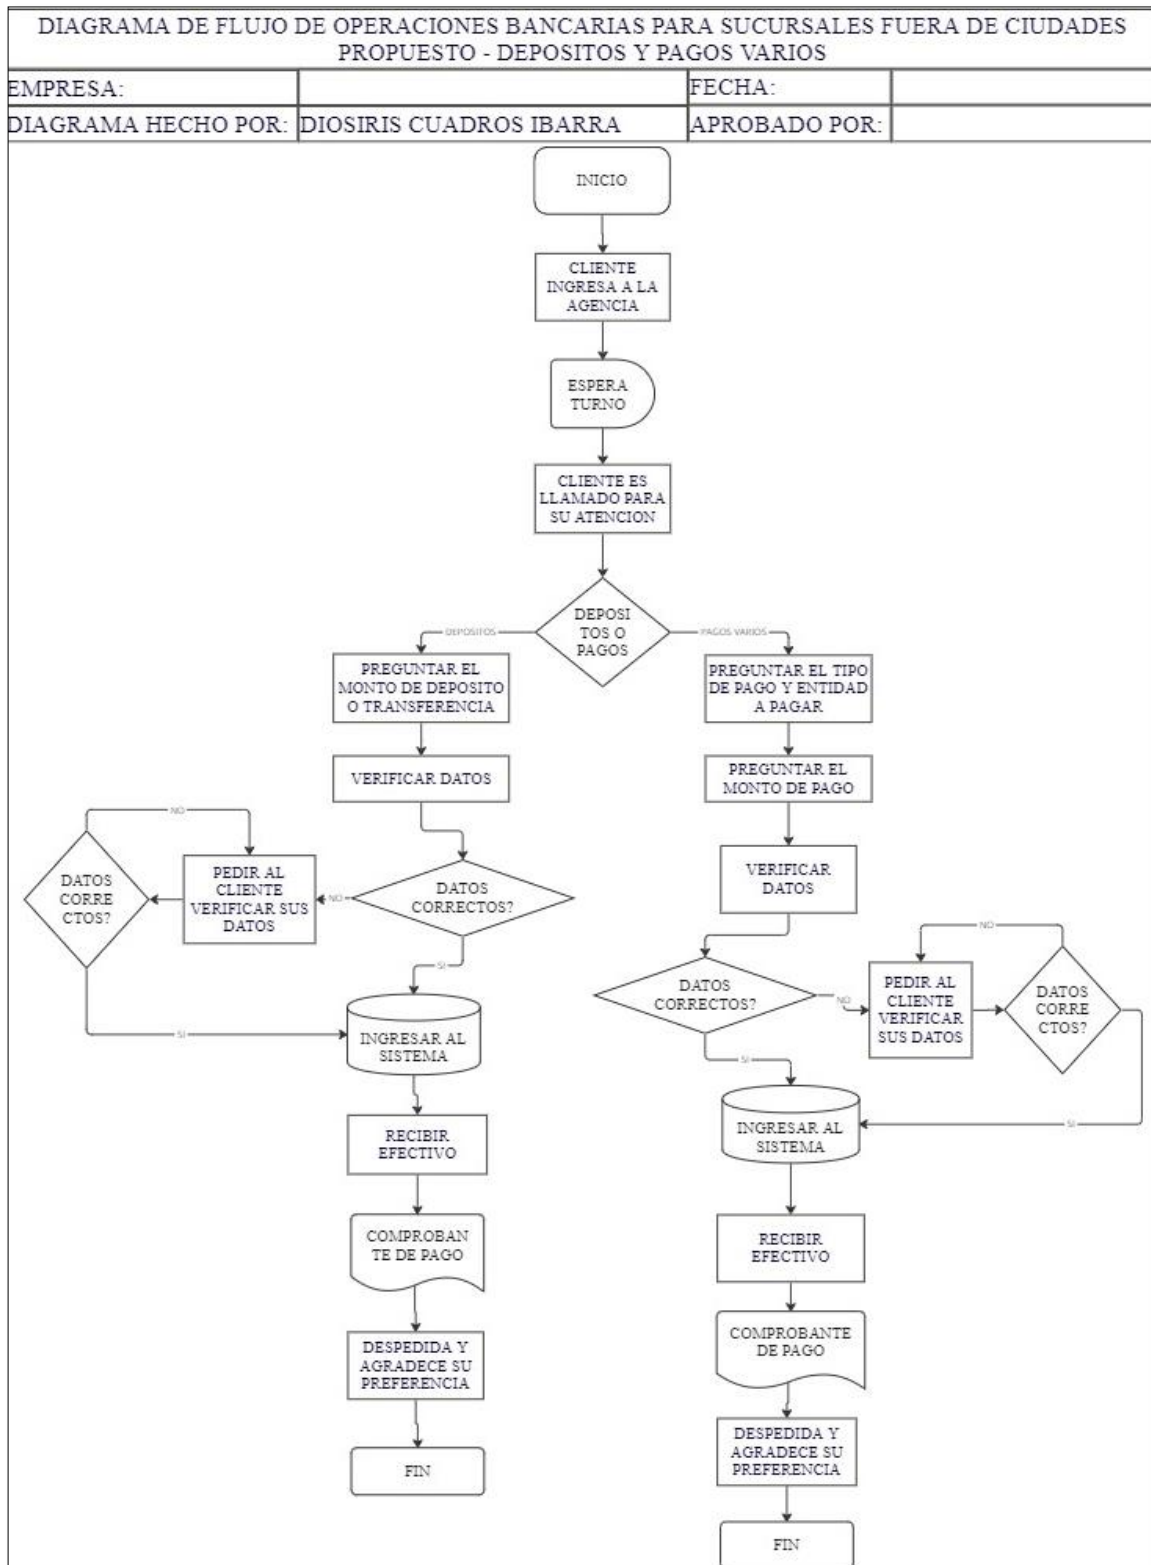 DIAGRAMA DE FLUJO DE OPERACIONES BANCARIAS PARA SUCURSALES FUERA DE CIUDADES
PROPUESTO - DEPOSITOS Y PAGOS VARIOS
EMPRESA:
FECHA:
DIAGRAMA HECHO POR:
DIOSIRIS CUADROS IBARRA
APROBADO POR:
INICIO
CLIENTE
INGRESA A LA
AGENCIA
ESPERA
TURNO
CLIENTE ES
LLAMADO PARA
SU ATENCION
DEPOSI
TOS O
PAGOS
DEPOSITOS
PREGUNTAR EL
MONTO DE DEPOSITO
O TRANSFERENCIA
VERIFICAR DATOS
DATOS
CORRECTOS?
NO
PEDIR AL
CLIENTE
VERIFICAR SUS
DATOS
NO
DATOS
CORRE
CTOS?
SI
SI
INGRESAR AL
SISTEMA
RECIBIR
EFECTIVO
COMPROBAN
TE DE PAGO
DESPEDIDA Y
AGRADECE SU
PREFERENCIA
FIN
PAGOS VARIOS
PREGUNTAR EL TIPO
DE PAGO Y ENTIDAD
A PAGAR
PREGUNTAR EL
MONTO DE PAGO
VERIFICAR
DATOS
DATOS
CORRECTOS?
NO
PEDIR AL
CLIENTE
VERIFICAR
SUS DATOS
NO
DATOS
CORRE
CTOS?
SI
SI
INGRESAR AL
SISTEMA
RECIBIR
EFECTIVO
COMPROBANTE
DE PAGO
DESPEDIDA Y
AGRADECE SU
PREFERENCIA
FIN